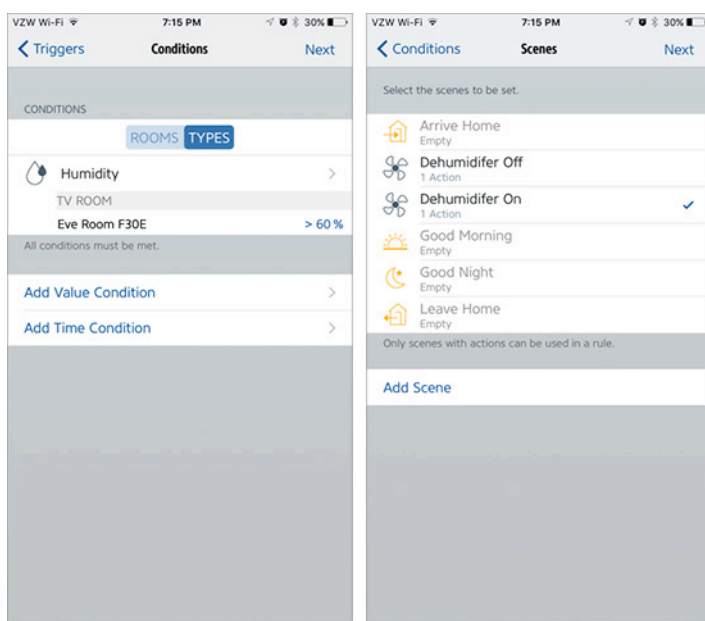 VZW Wi-Fi 7:15 PM 30%
Triggers Conditions Next
CONDITIONS
ROOMS TYPES
Humidity
TV ROOM
Eve Room F30E > 60 %
All conditions must be met.
Add Value Condition
Add Time Condition
VZW Wi-Fi 7:15 PM 30%
Conditions Scenes Next
Select the scenes to be set.
Arrive Home
Empty
Dehumidifer Off
1 Action
Dehumidifer On
1 Action
Good Morning
Empty
Good Night
Empty
Leave Home
Empty
Only scenes with actions can be used in a rule.
Add Scene